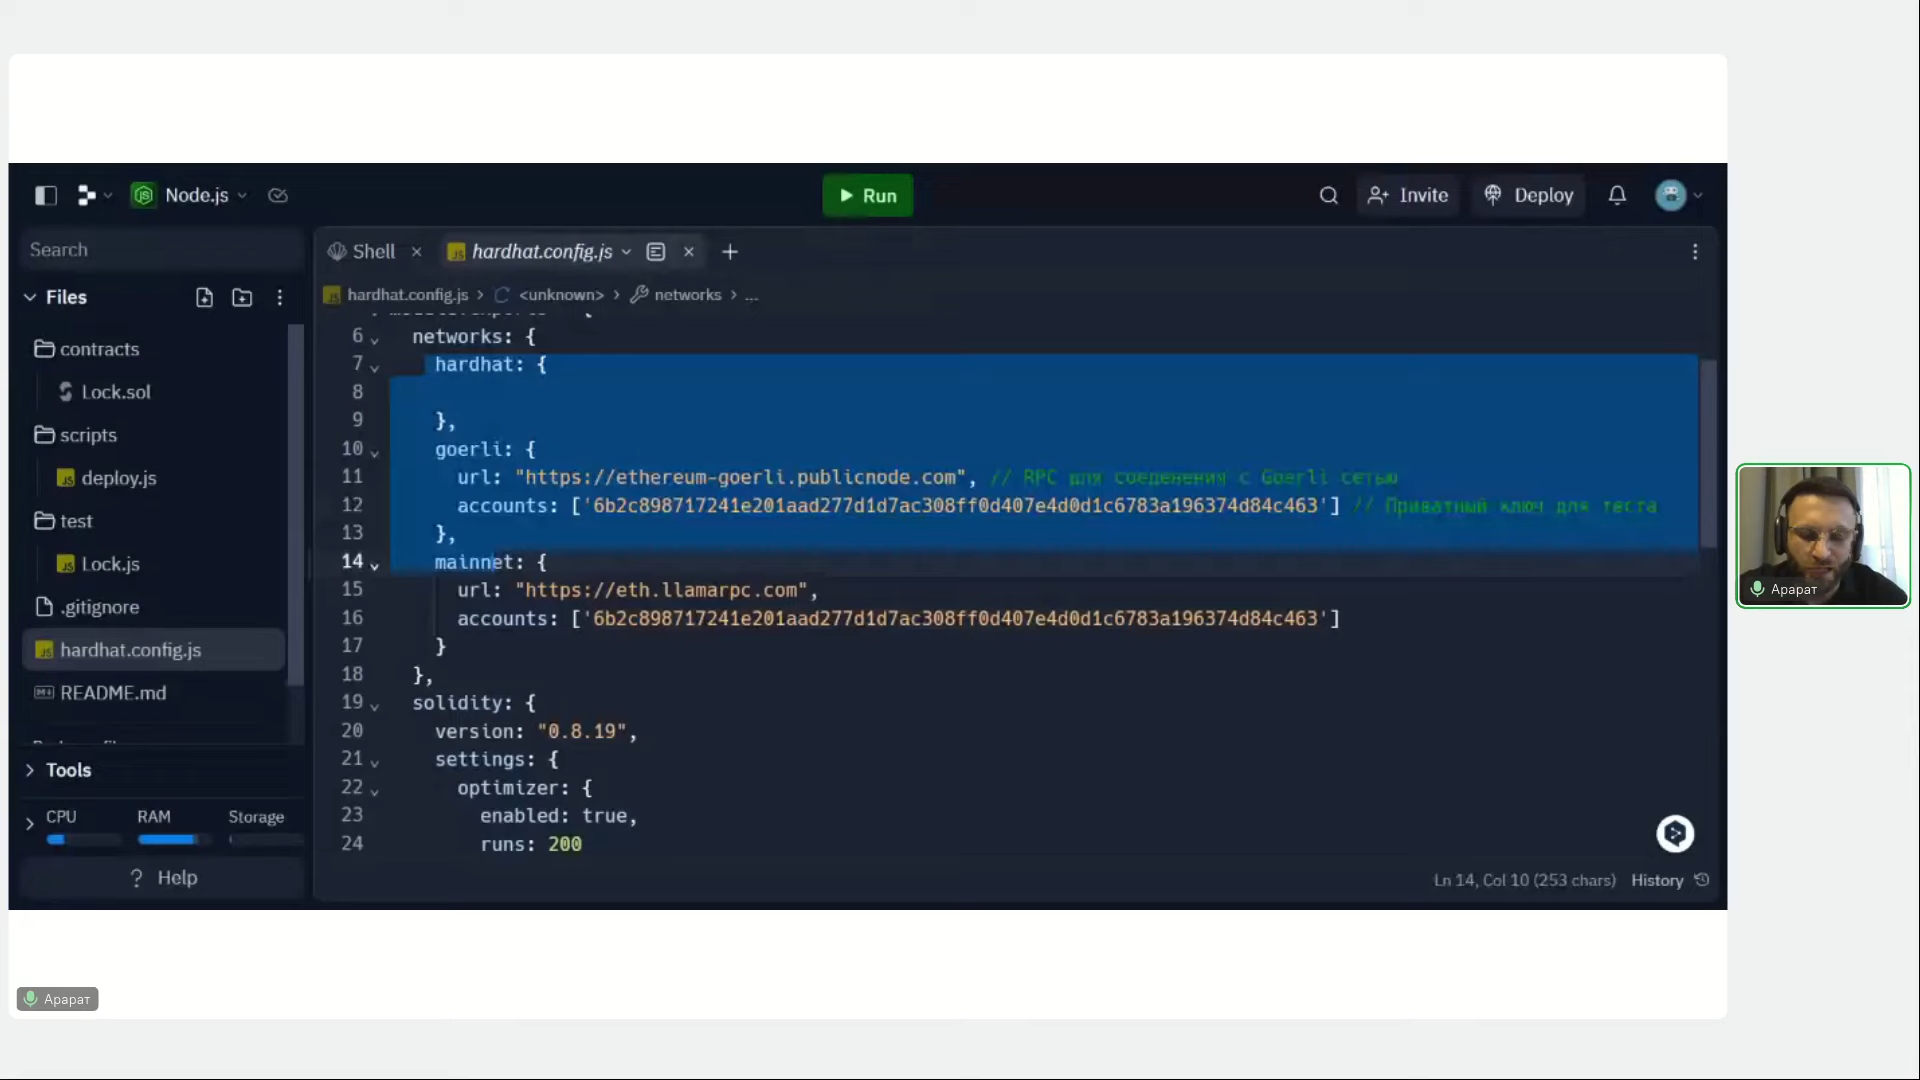 Node.js
Run
Invite
Deploy
Search
Shell
hardhat.config.js
hardhat.config.js > <unknown> > networks > ...
Files
contracts
Lock.sol
scripts
deploy.js
test
Lock.js
.gitignore
hardhat.config.js
README.md
Tools
CPU
RAM
Storage
? Help
6 networks: {
7 hardhat: {
8
9 },
10 goerli: {
11 url: "https://ethereum-goerli.publicnode.com", // RPC для соеденения с Goerli сетью
12 accounts: ['6b2c898717241e201aad277d1d7ac308ff0d407e4d0d1c6783a196374d84c463'] // Приватный ключ для теста
13 },
14 mainnet: {
15 url: "https://eth.llamarpc.com",
16 accounts: ['6b2c898717241e201aad277d1d7ac308ff0d407e4d0d1c6783a196374d84c463']
17 }
18 },
19 solidity: {
20 version: "0.8.19",
21 settings: {
22 optimizer: {
23 enabled: true,
24 runs: 200
Ln 14, Col 10 (253 chars)
History
Арарат
Арарат